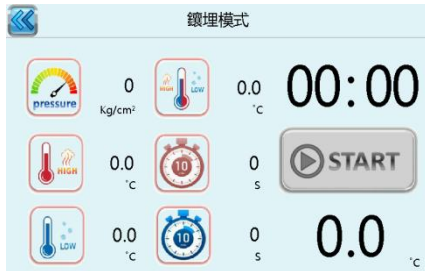 鑲埋模式
pressure
0
Kg/cm²
HIGH LOW
0.0
°C
00:00
HIGH
0.0
°C
10
0
S
START
LOW
0.0
°C
10
0
S
0.0
°C